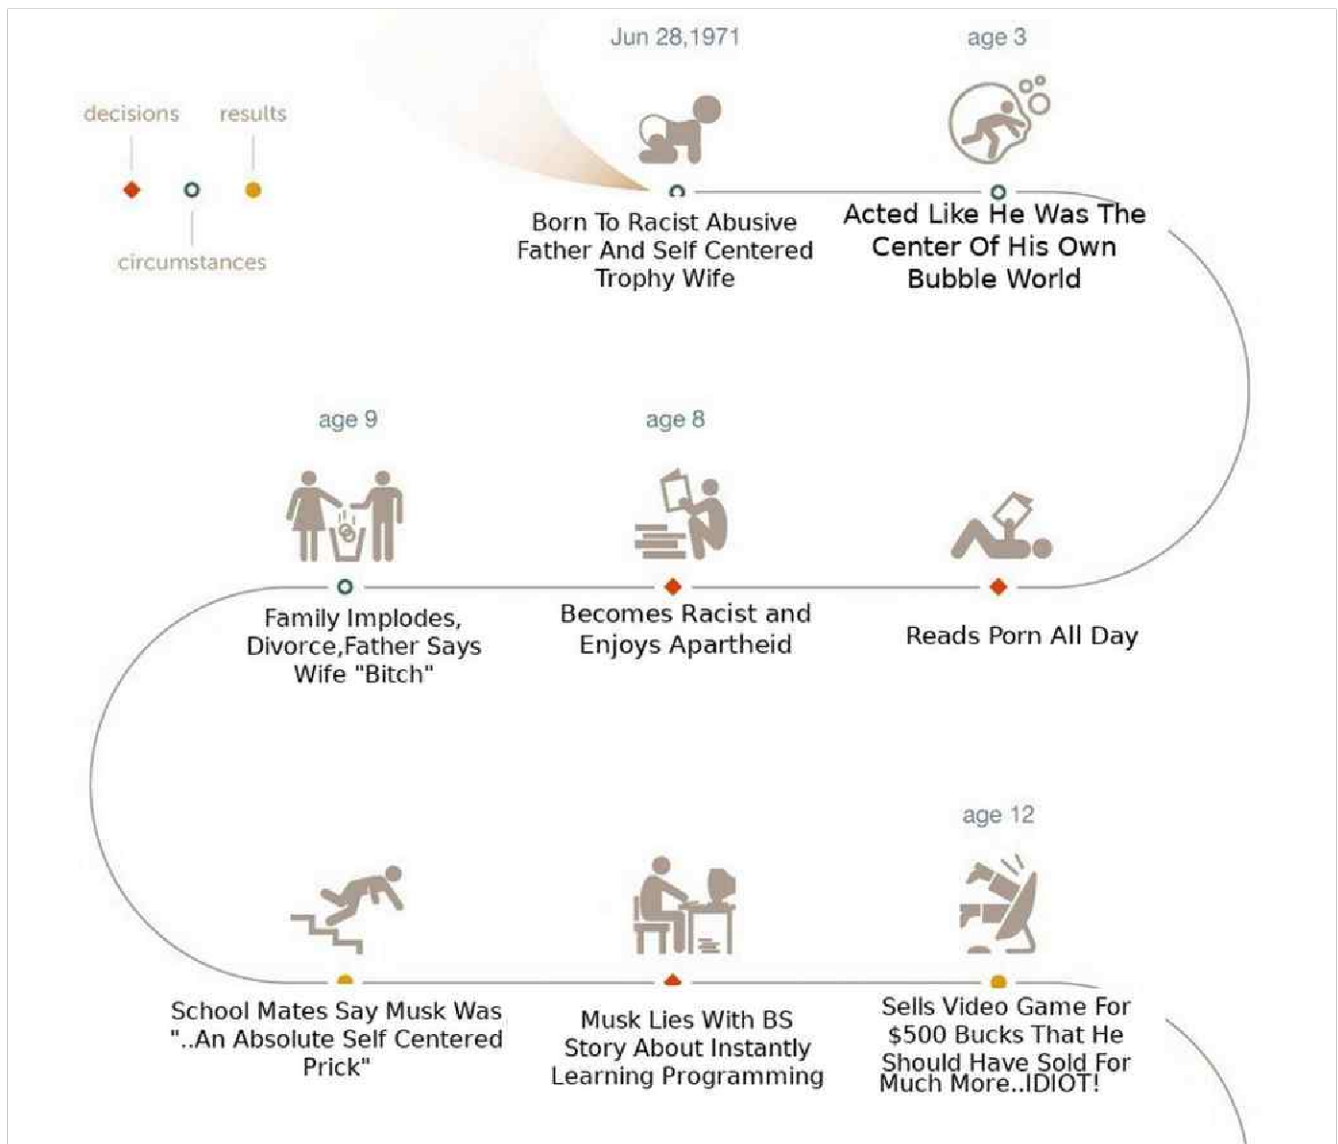 Jun 28,1971
age 3
decisions
results
circumstances
Born To Racist Abusive
Father And Self Centered
Trophy Wife
Acted Like He Was The
Center Of His Own
Bubble World
age 9
age 8
Family Implodes,
Divorce,Father Says
Wife "Bitch"
Becomes Racist and
Enjoys Apartheid
Reads Porn All Day
age 12
School Mates Say Musk Was
"..An Absolute Self Centered
Prick"
Musk Lies With BS
Story About Instantly
Learning Programming
Sells Video Game For
$500 Bucks That He
Should Have Sold For
Much More..IDIOT!